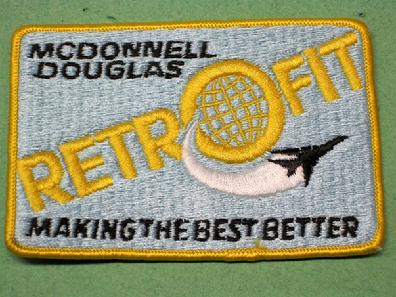 MCDONNELL
DOUGLAS
RETROFIT
MAKING THE BEST BETTER